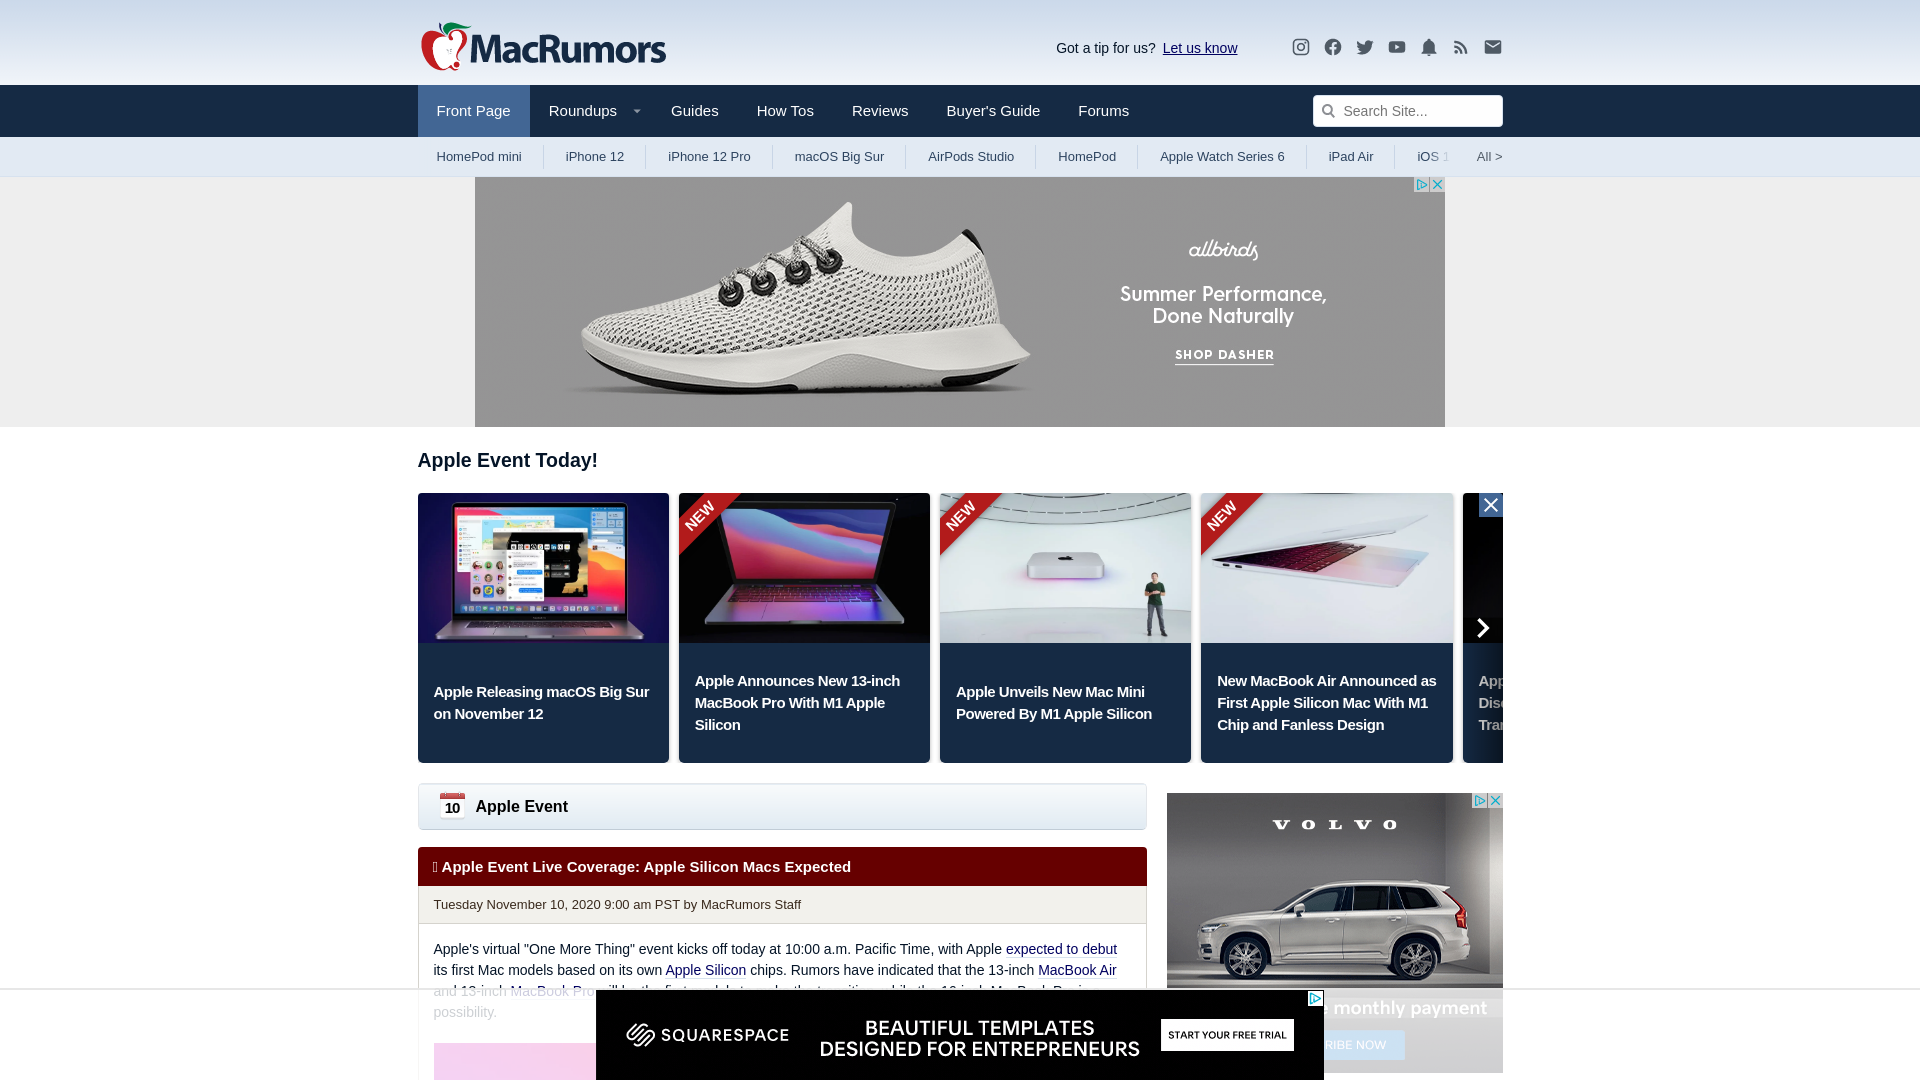 MacRumors
Got a tip for us? Let us know
Front Page
Roundups
Guides
How Tos
Reviews
Buyer's Guide
Forums
Search Site...
HomePod mini
iPhone 12
iPhone 12 Pro
macOS Big Sur
AirPods Studio
HomePod
Apple Watch Series 6
iPad Air
iOS 1
All >
allbirds
Summer Performance,
Done Naturally
SHOP DASHER
Apple Event Today!
NEW
NEW
NEW
Apple Releasing macOS Big Sur
on November 12
Apple Announces New 13-inch
MacBook Pro With M1 Apple
Silicon
Apple Unveils New Mac Mini
Powered By M1 Apple Silicon
New MacBook Air Announced as
First Apple Silicon Mac With M1
Chip and Fanless Design
App
Disc
Tran
10
Apple Event
Apple Event Live Coverage: Apple Silicon Macs Expected
Tuesday November 10, 2020 9:00 am PST by MacRumors Staff
Apple's virtual "One More Thing" event kicks off today at 10:00 a.m. Pacific Time, with Apple expected to debut
its first Mac models based on its own Apple Silicon chips. Rumors have indicated that the 13-inch MacBook Air
and 13-inch MacBook Pro
possibility.
VOLVO
e monthly payment
RIBE NOW
SQUARESPACE
BEAUTIFUL TEMPLATES
DESIGNED FOR ENTREPRENEURS
START YOUR FREE TRIAL